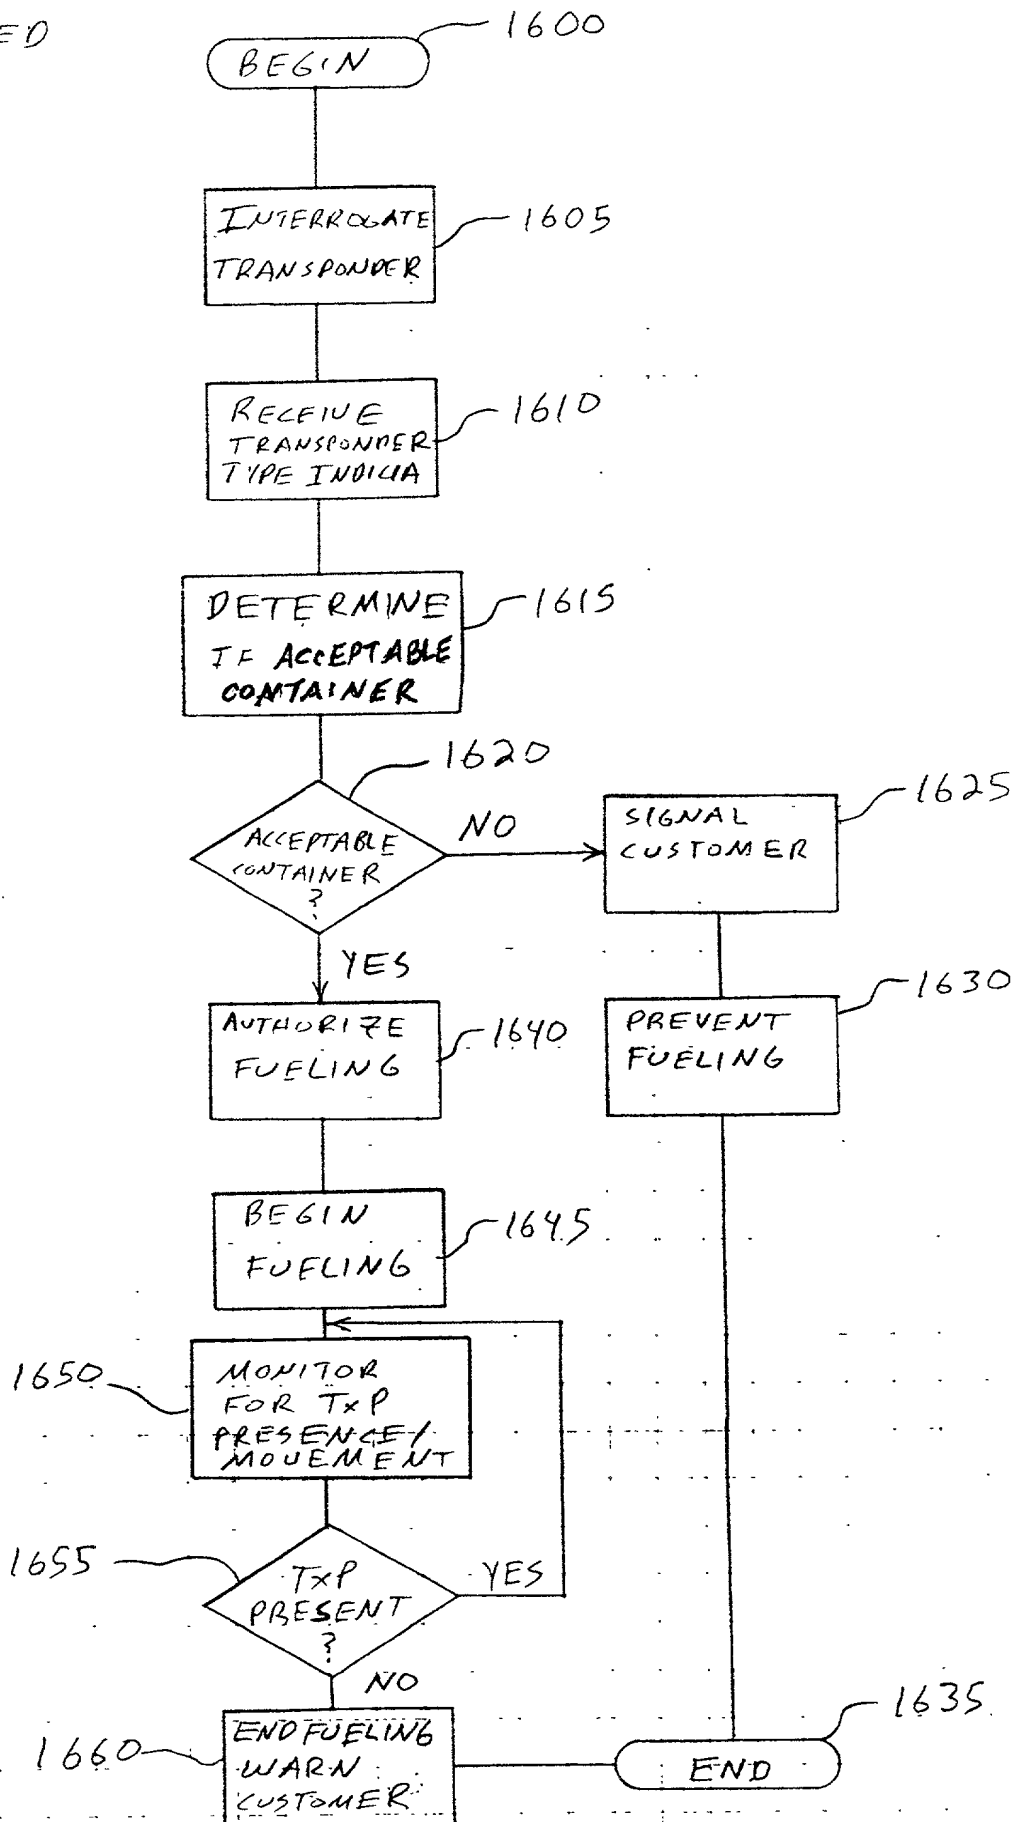 ED
1600
BEGIN
INTERROGATE
TRANSPONDER
1605
RECEIVE
TRANSPONDER
TYPE INDICIA
1610
DETERMINE
IF ACCEPTABLE
CONTAINER
1615
1620
ACCEPTABLE
CONTAINER
?
NO
YES
SIGNAL
CUSTOMER
1625
AUTHORIZE
FUELING
1640
PREVENT
FUELING
1630
BEGIN
FUELING
1645
1650
MONITOR
FOR TxP
PRESENCE/
MOVEMENT
1655
TxP
PRESENT
?
YES
NO
1660
END FUELING
WARN
CUSTOMER
END
1635